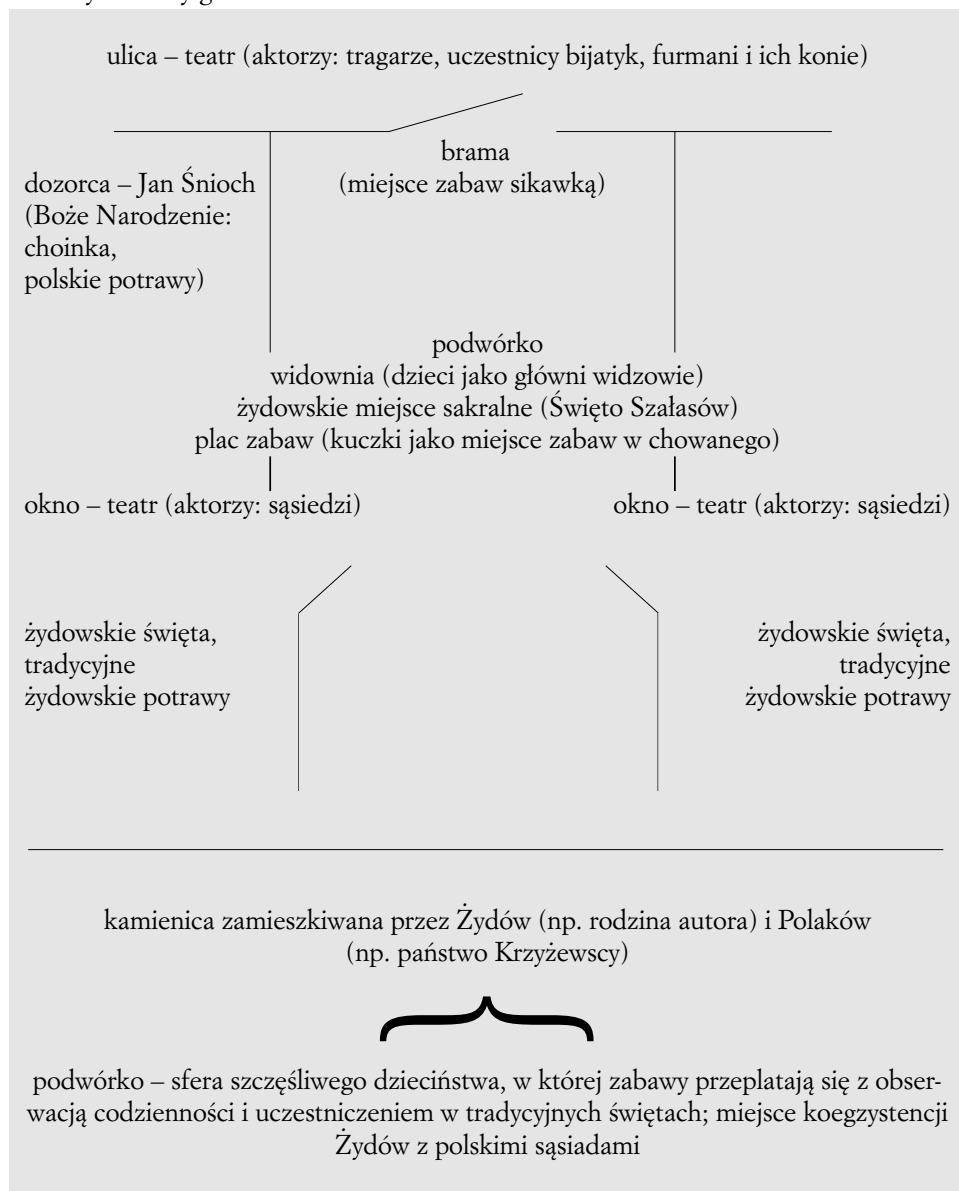 ulica – teatr (aktorzy: tragarze, uczestnicy bijatyk, furmani i ich konie)
brama
(miejsce zabaw sikawką)
dozorca – Jan Śnioch
(Boże Narodzenie:
choinka,
polskie potrawy)
podwórko
widownia (dzieci jako główni widzowie)
żydowskie miejsce sakralne (Święto Szałasów)
plac zabaw (kuczki jako miejsce zabaw w chowanego)
okno – teatr (aktorzy: sąsiedzi)
okno – teatr (aktorzy: sąsiedzi)
żydowskie święta,
tradycyjne
żydowskie potrawy
żydowskie święta,
tradycyjne
żydowskie potrawy
kamienica zamieszkiwana przez Żydów (np. rodzina autora) i Polaków
(np. państwo Krzyżewscy)
podwórko – sfera szczęśliwego dzieciństwa, w której zabawy przeplatają się z obser-
wacją codzienności i uczestniczeniem w tradycyjnych świętach; miejsce koegzystencji
Żydów z polskimi sąsiadami